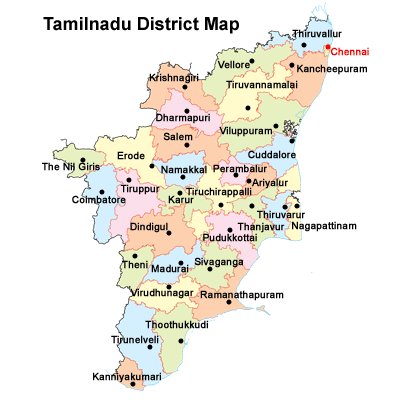 Tamilnadu District Map
Thiruvallur
Chennai
Vellore
Kancheepuram
Krishnagiri
Tiruvannamalai
Dharmapuri
Viluppuram
Salem
Cuddalore
Erode
The Nil Giris
Namakkal
Perambalur
Ariyalur
Tiruppur
Coimbatore
Karur
Tiruchirappalli
Thiruvarur
Nagapattinam
Thanjavur
Dindigul
Pudukkottai
Theni
Madurai
Sivaganga
Virudhunagar
Ramanathapuram
Thoothukkudi
Tirunelveli
Kanniyakumari